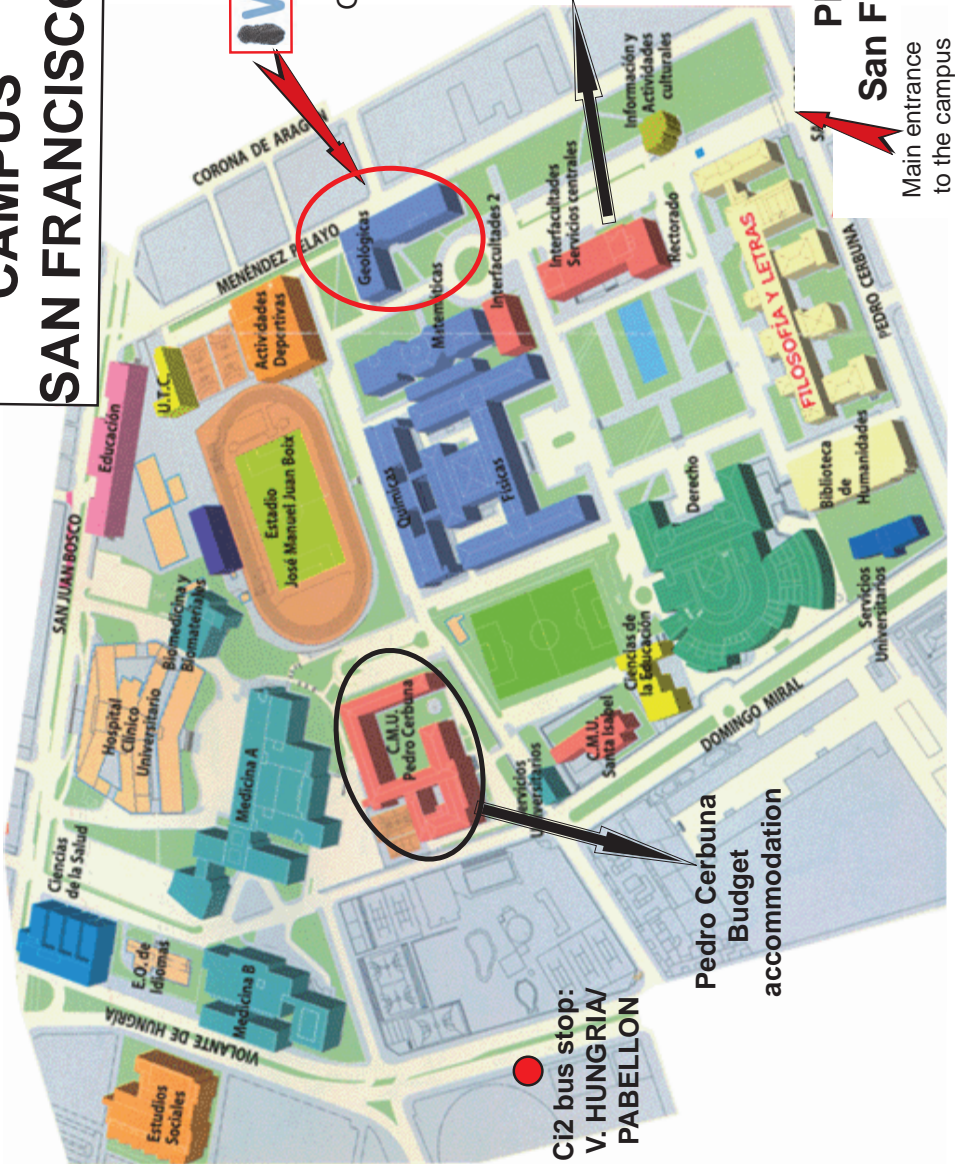 CAMPUS
SAN FRANCISCO
Main entrance
to the campus
San F
CORONA DE ARAGÓN
MENÉNDEZ PELAYO
SAN JUAN BOSCO
VIOLANTE DE HUNGRÍA
DOMINGO MIRAL
PEDRO CERBUNA
Educación
U.T.C.
Actividades
Deportivas
Estadio
José Manuel Juan Boix
Geológicas
Matemáticas
Interfacultades 2
Químicas
Físicas
Interfacultades
Servicios centrales
Rectorado
Información y
Actividades
culturales
FILOSOFÍA Y LETRAS
Biblioteca
de
Humanidades
Derecho
Servicios
Universitarios
Ciencias de
la Educación
C.M.U.
Santa Isabel
Servicios
Universitarios
C.M.U.
Pedro Cerbuna
Biomedicina y
Biomateriales
Hospital
Clínico
Universitario
Medicina A
Ciencias
de la Salud
E.O. de
Idiomas
Medicina B
Estudios
Sociales
Ci2 bus stop:
V. HUNGRIA/
PABELLON
Pedro Cerbuna
Budget
accommodation